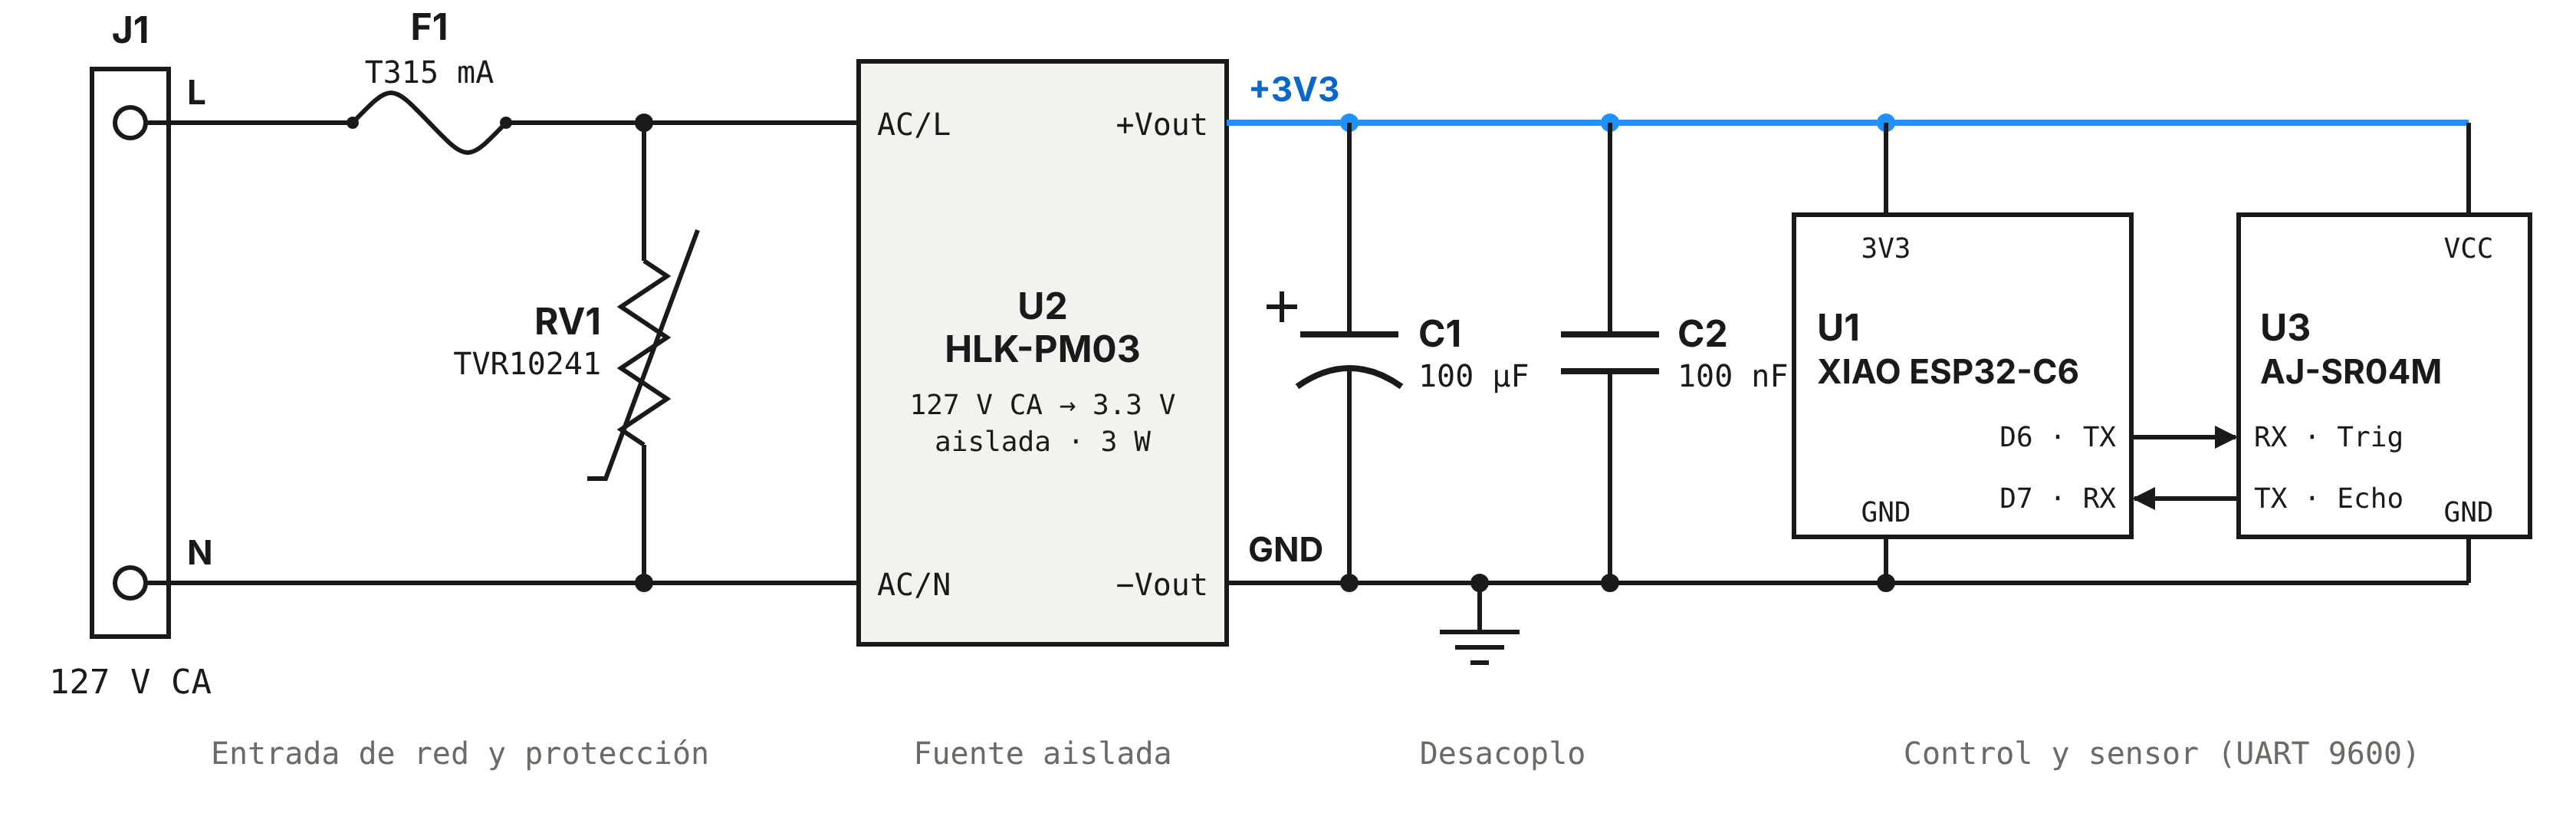 J1
F1
T315 mA
L
N
127 V CA
RV1
TVR10241
AC/L
+Vout
U2
HLK-PM03
127 V CA → 3.3 V
aislada · 3 W
AC/N
−Vout
+3V3
GND
+
C1
100 µF
C2
100 nF
3V3
U1
XIAO ESP32-C6
D6 · TX
D7 · RX
GND
VCC
U3
AJ-SR04M
RX · Trig
TX · Echo
GND
Entrada de red y protección
Fuente aislada
Desacoplo
Control y sensor (UART 9600)